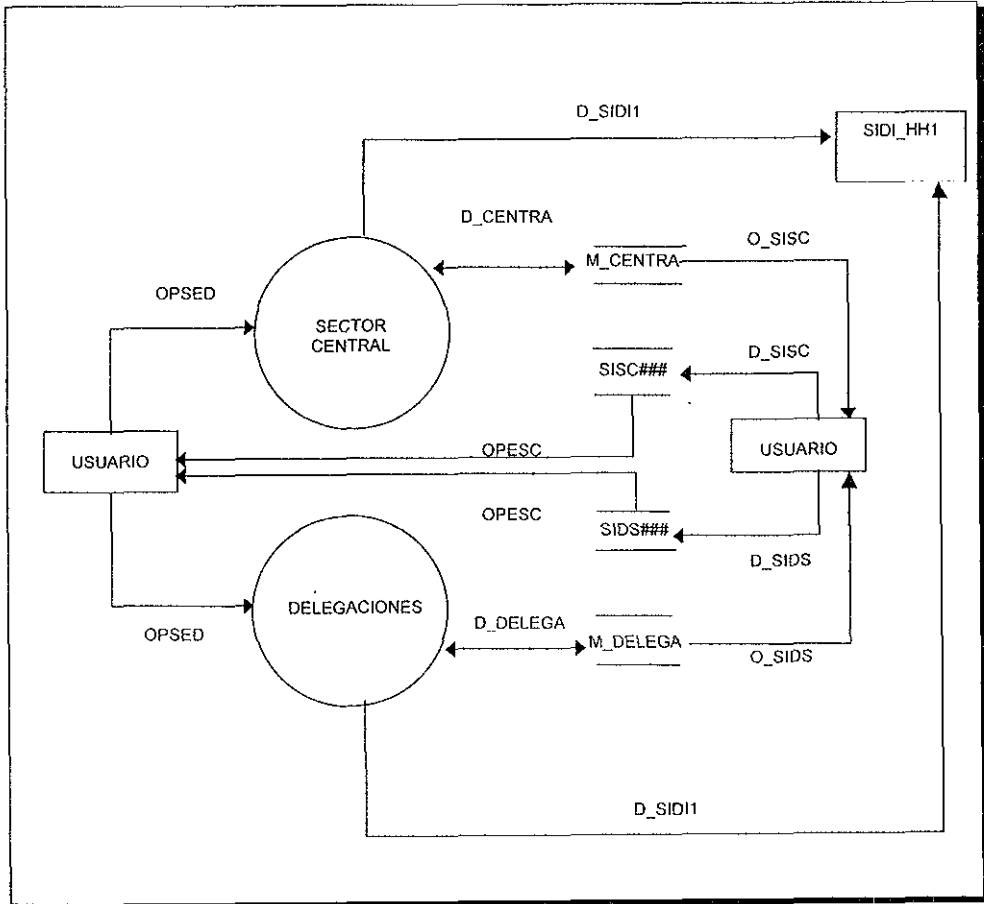 D_SIDI1
SIDI_HH1
D_CENTRA
M_CENTRA
O_SISC
OPSED
SECTOR
CENTRAL
SISC###
D_SISC
USUARIO
OPESC
USUARIO
OPESC
SIDS###
D_SIDS
DELEGACIONES
OPSED
D_DELEGA
M_DELEGA
O_SIDS
D_SIDI1